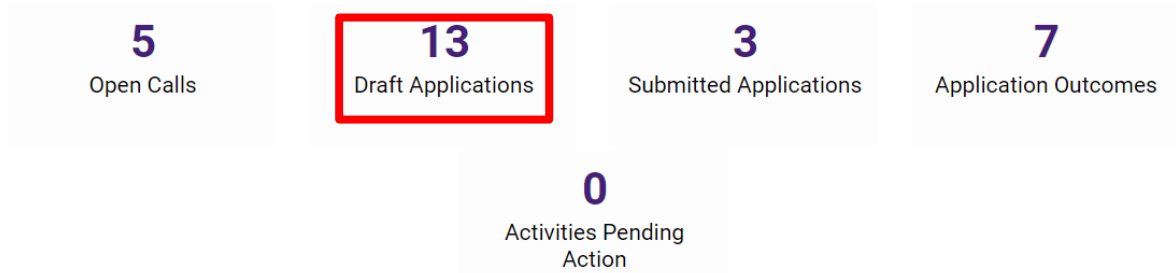 5
Open Calls
13
Draft Applications
3
Submitted Applications
7
Application Outcomes
0
Activities Pending
Action